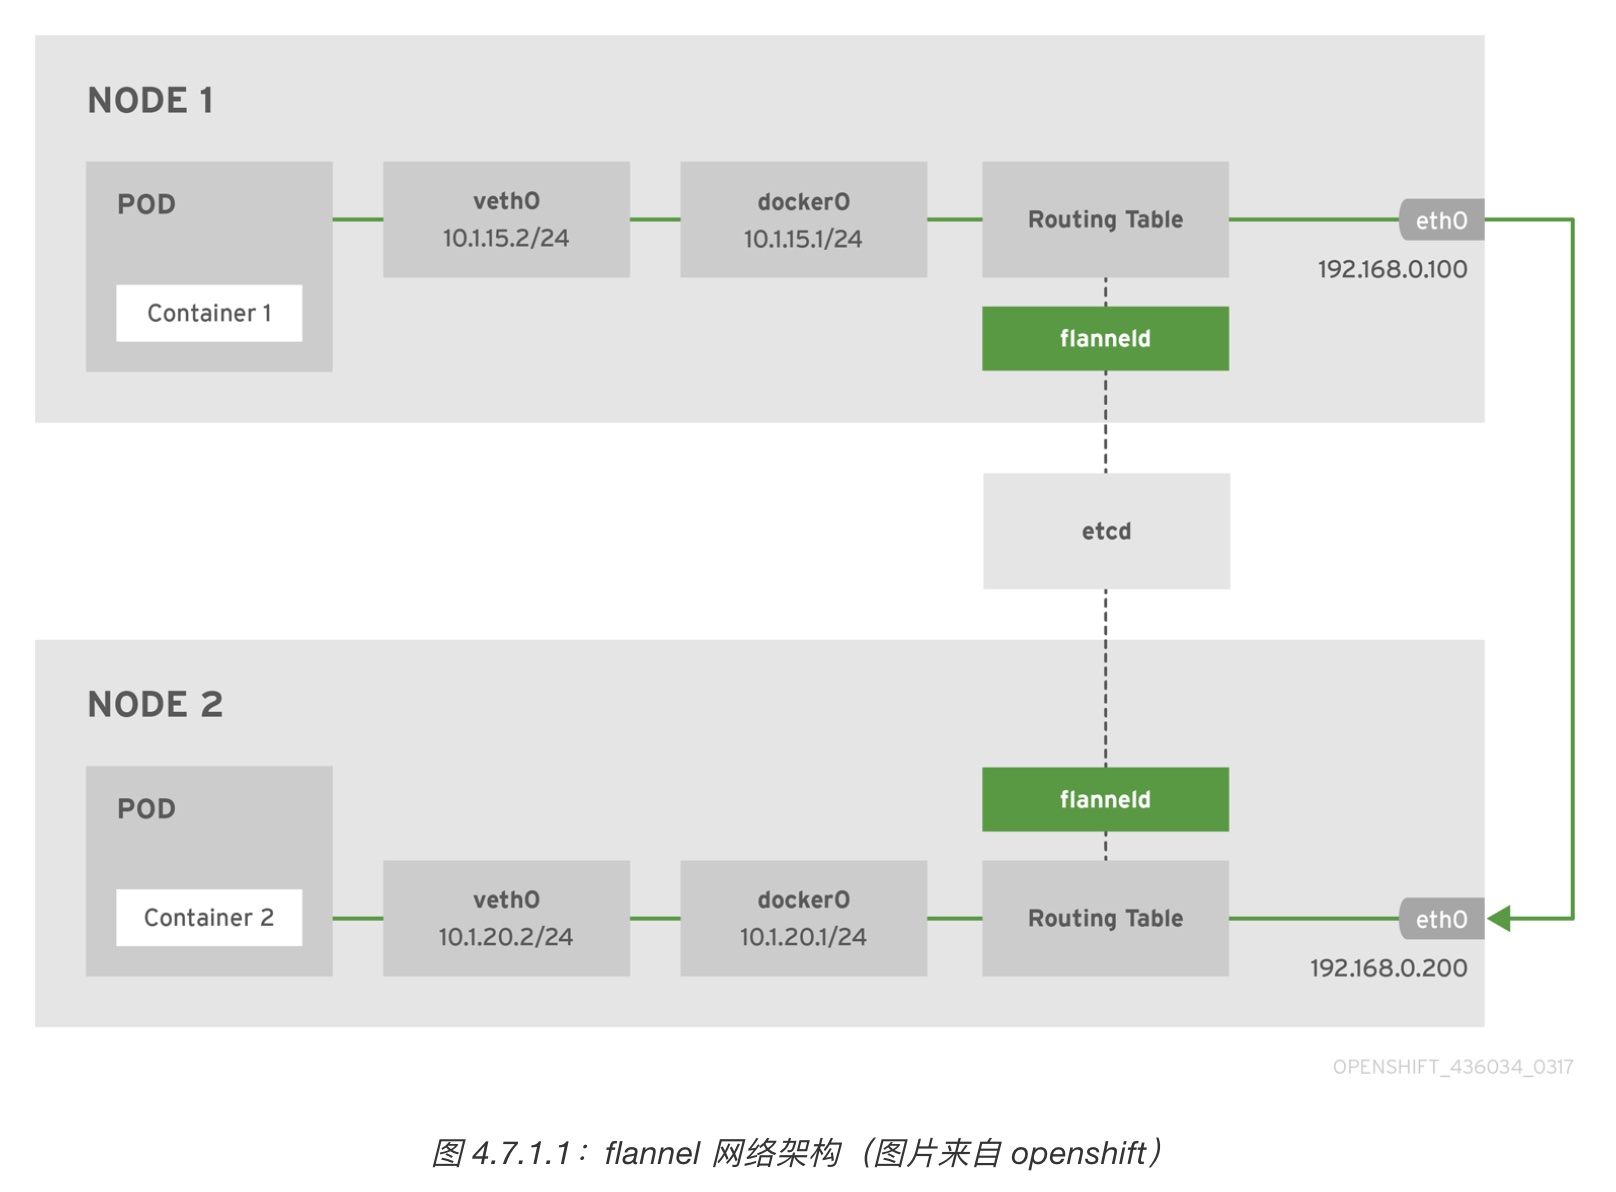 NODE 1
POD
Container 1
veth0
10.1.15.2/24
docker0
10.1.15.1/24
Routing Table
flanneld
eth0
192.168.0.100
etcd
NODE 2
POD
Container 2
veth0
10.1.20.2/24
docker0
10.1.20.1/24
flanneld
Routing Table
eth0
192.168.0.200
OPENSHIFT_436034_0317
图 4.7.1.1：flannel 网络架构（图片来自 openshift）